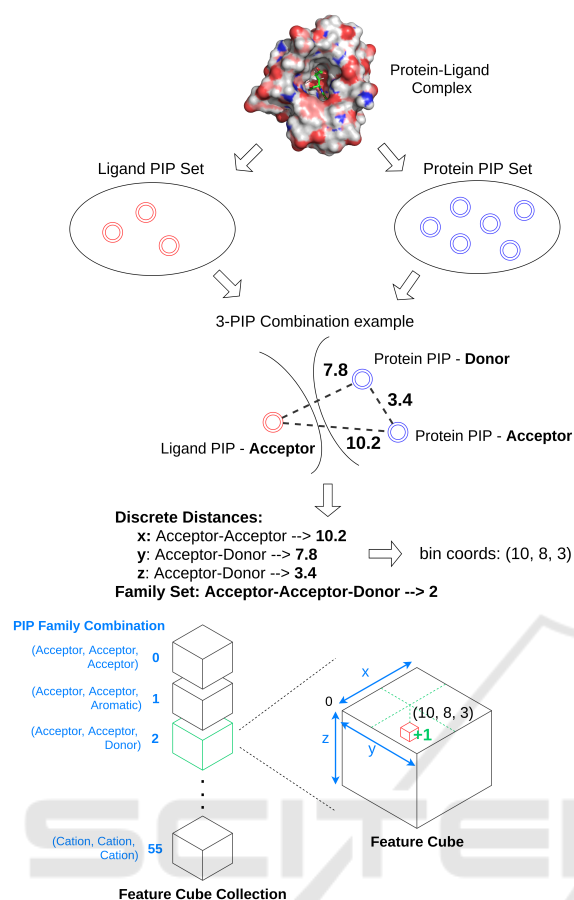 Protein-Ligand
Complex
Ligand PIP Set
Protein PIP Set
3-PIP Combination example
Protein PIP - Donor
7.8
3.4
Ligand PIP - Acceptor
10.2
Protein PIP - Acceptor
Discrete Distances:
x: Acceptor-Acceptor --> 10.2
y: Acceptor-Donor --> 7.8
z: Acceptor-Donor --> 3.4
bin coords: (10, 8, 3)
Family Set: Acceptor-Acceptor-Donor --> 2
PIP Family Combination
(Acceptor, Acceptor,
Acceptor)
0
(Acceptor, Acceptor,
Aromatic)
1
(Acceptor, Acceptor,
Donor)
2
(Cation, Cation,
Cation)
55
Feature Cube Collection
x
0
(10, 8, 3)
+1
z
y
Feature Cube